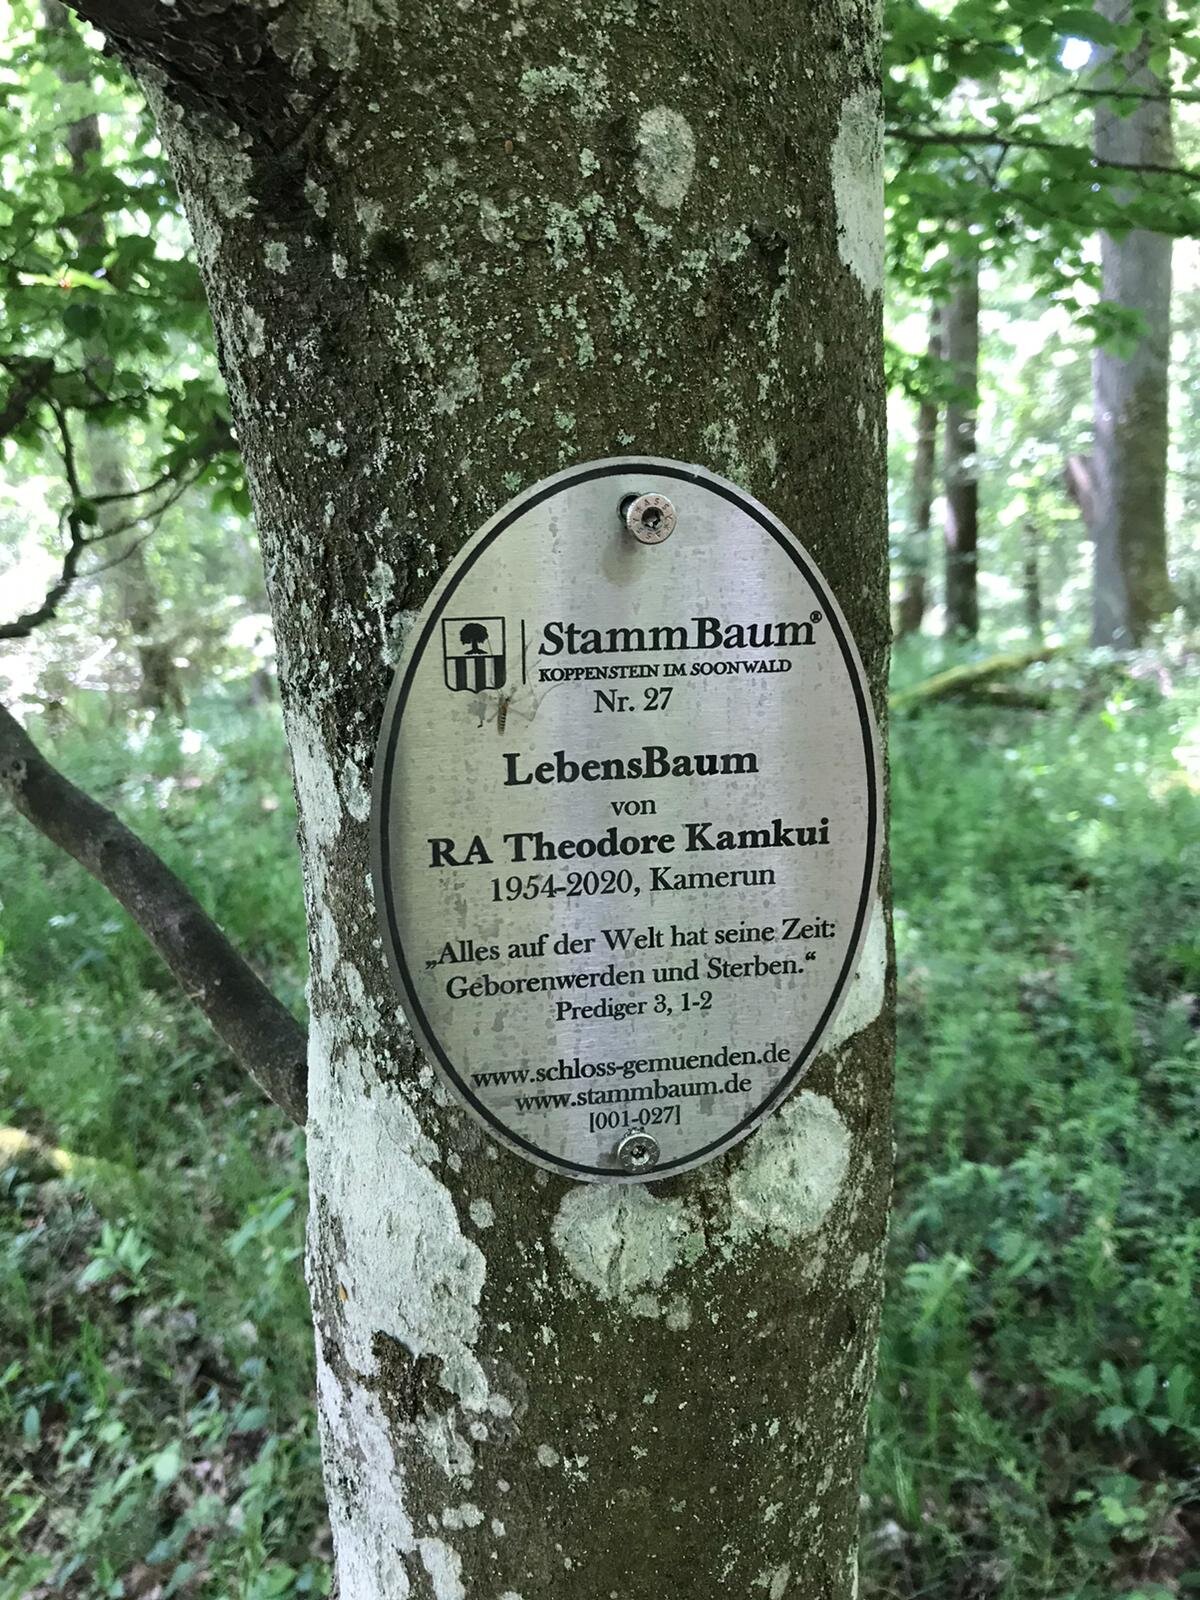 StammBaum®
KOPPENSTEIN IM SOONWALD
Nr. 27
LebensBaum
von
RA Theodore Kamkui
1954-2020, Kamerun
„Alles auf der Welt hat seine Zeit:
Geborenwerden und Sterben.“
Prediger 3, 1-2
www.schloss-gemuenden.de
www.stammbaum.de
[001-027]